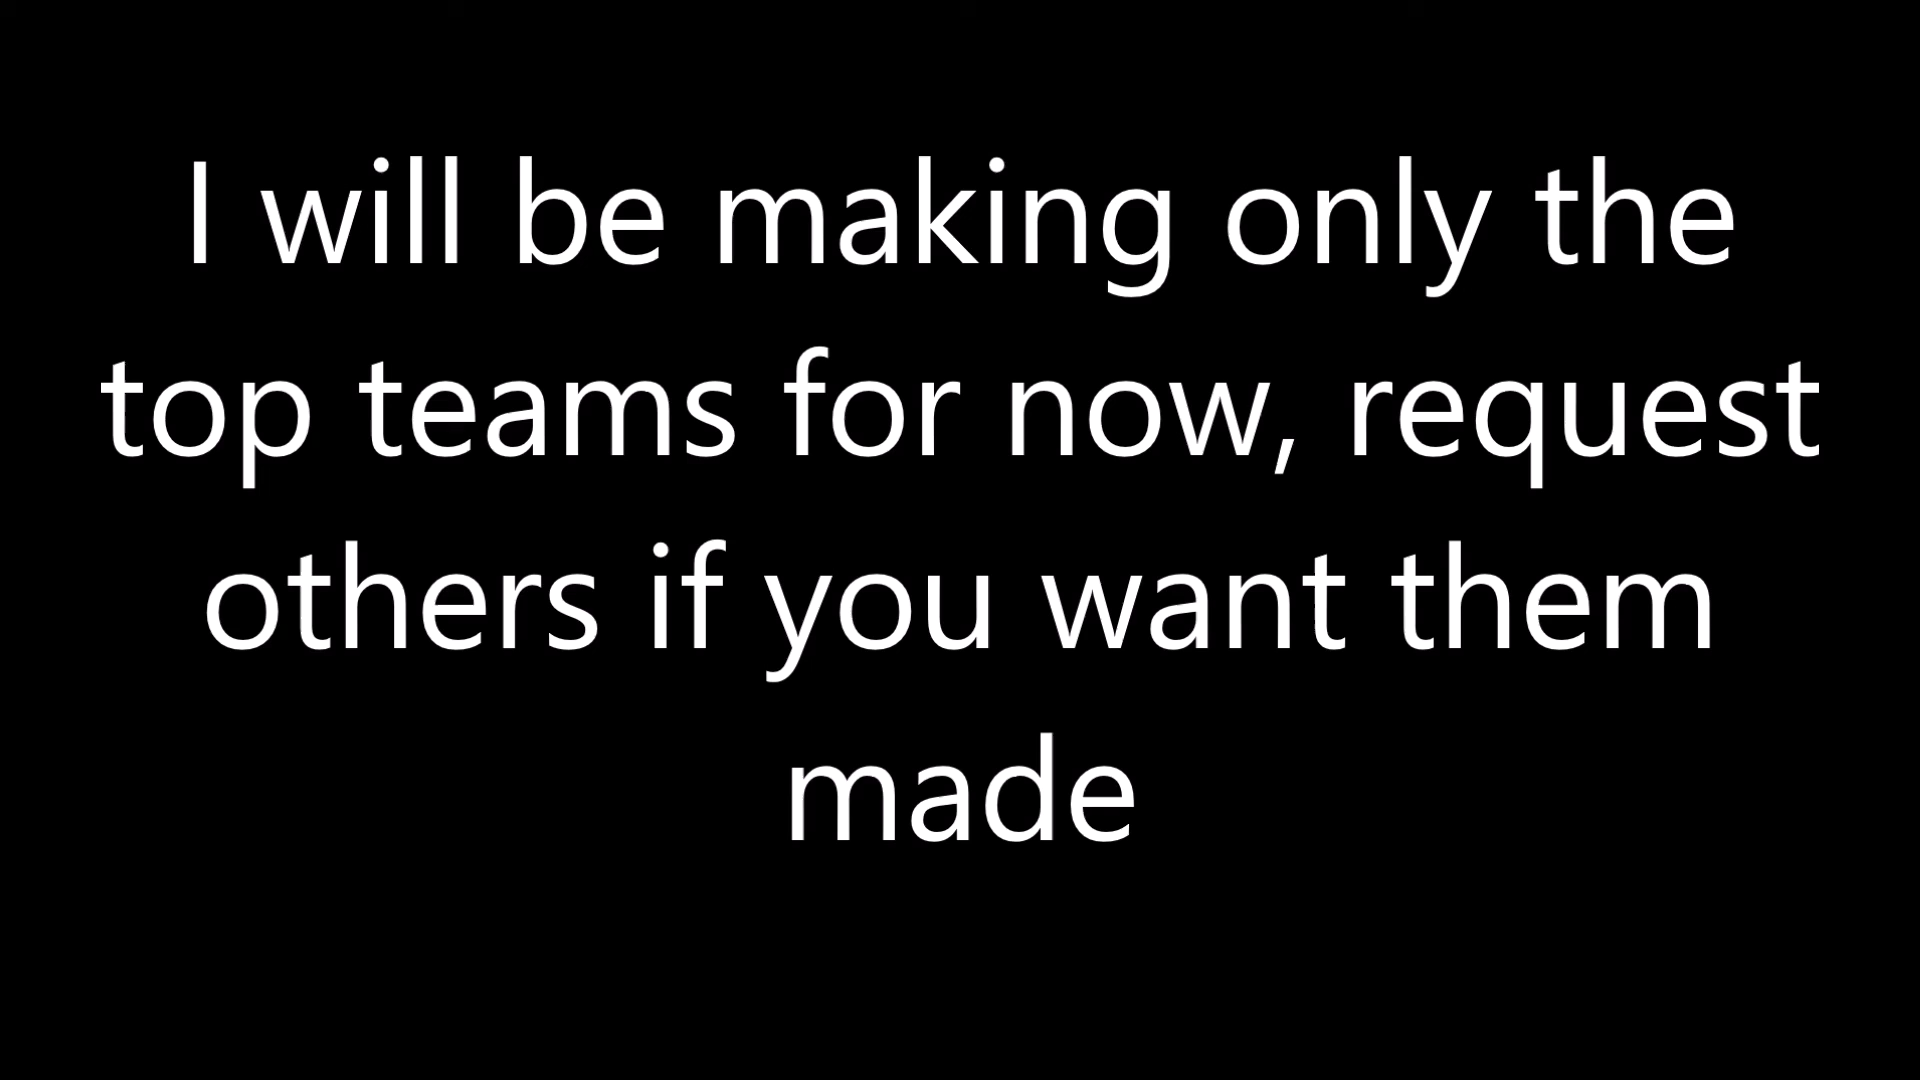 I will be making only the
top teams for now, request
others if you want them
made